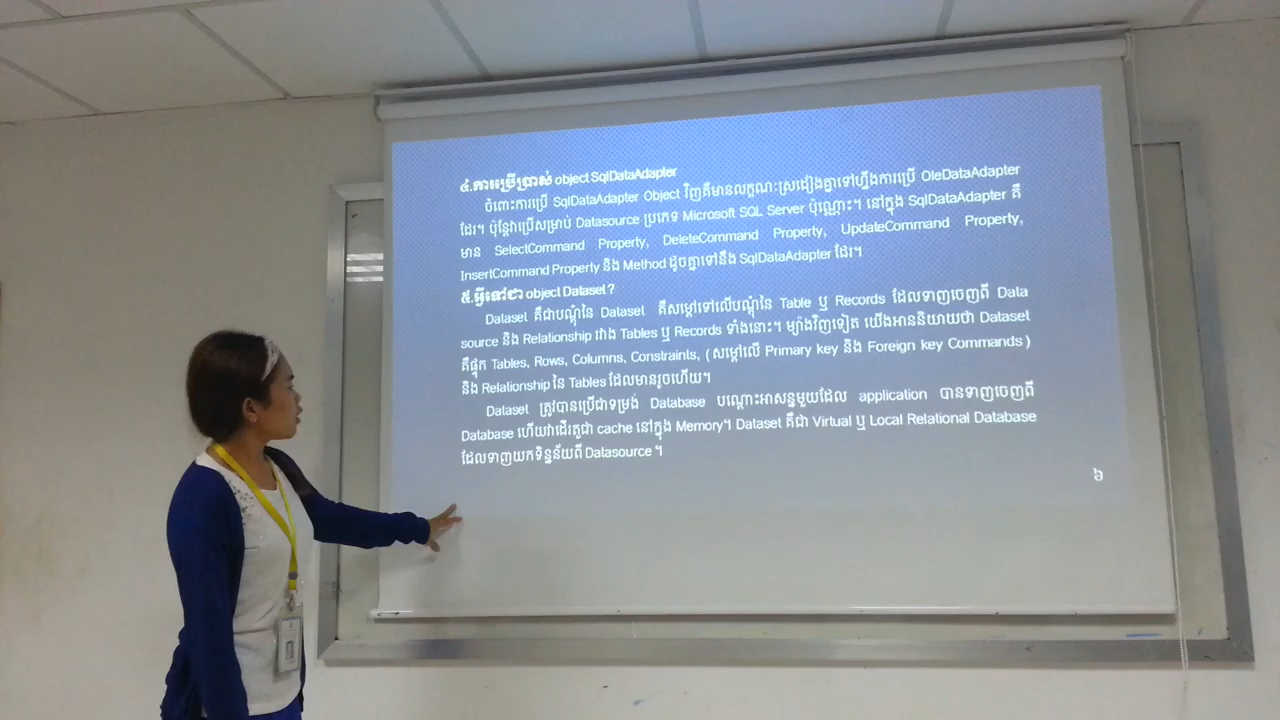 ៤.ការប្រើប្រាស់ object SqlDataAdapter
ចំពោះការប្រើ SqlDataAdapter Object វិញគឺមានលក្ខណៈស្រដៀងគ្នាទៅហ្នឹងការប្រើ OleDataAdapter
ដែរ។ ប៉ុន្តែវាប្រើសម្រាប់ Datasource ប្រភេទ Microsoft SQL Server ប៉ុណ្ណោះ។ នៅក្នុង SqlDataAdapter គឺ
មាន SelectCommand Property, DeleteCommand Property, UpdateCommand Property,
InsertCommand Property និង Method ដូចគ្នាទៅនឹង SqlDataAdapter ដែរ។
៥.អ្វីទៅជា object Dataset ?
Dataset គឺជាបណ្តុំនៃ Dataset គឺសម្តៅទៅលើបណ្តុំនៃ Table ឬ Records ដែលទាញចេញពី Data
source និង Relationship រវាង Tables ឬ Records ទាំងនោះ។ ម្យ៉ាងវិញទៀត យើងអាននិយាយថា Dataset
គឺផ្ទុក Tables, Rows, Columns, Constraints, (សម្តៅលើ Primary key និង Foreign key Commands)
និង Relationship នៃ Tables ដែលមានរួចហើយ។
Dataset ត្រូវបានប្រើជាទម្រង់ Database បណ្តោះអាសន្នមួយដែល application បានទាញចេញពី
Database ហើយវាដើរតួជា cache នៅក្នុង Memory។ Dataset គឺជា Virtual ឬ Local Relational Database
ដែលទាញយកទិន្នន័យពី Datasource ។
៦